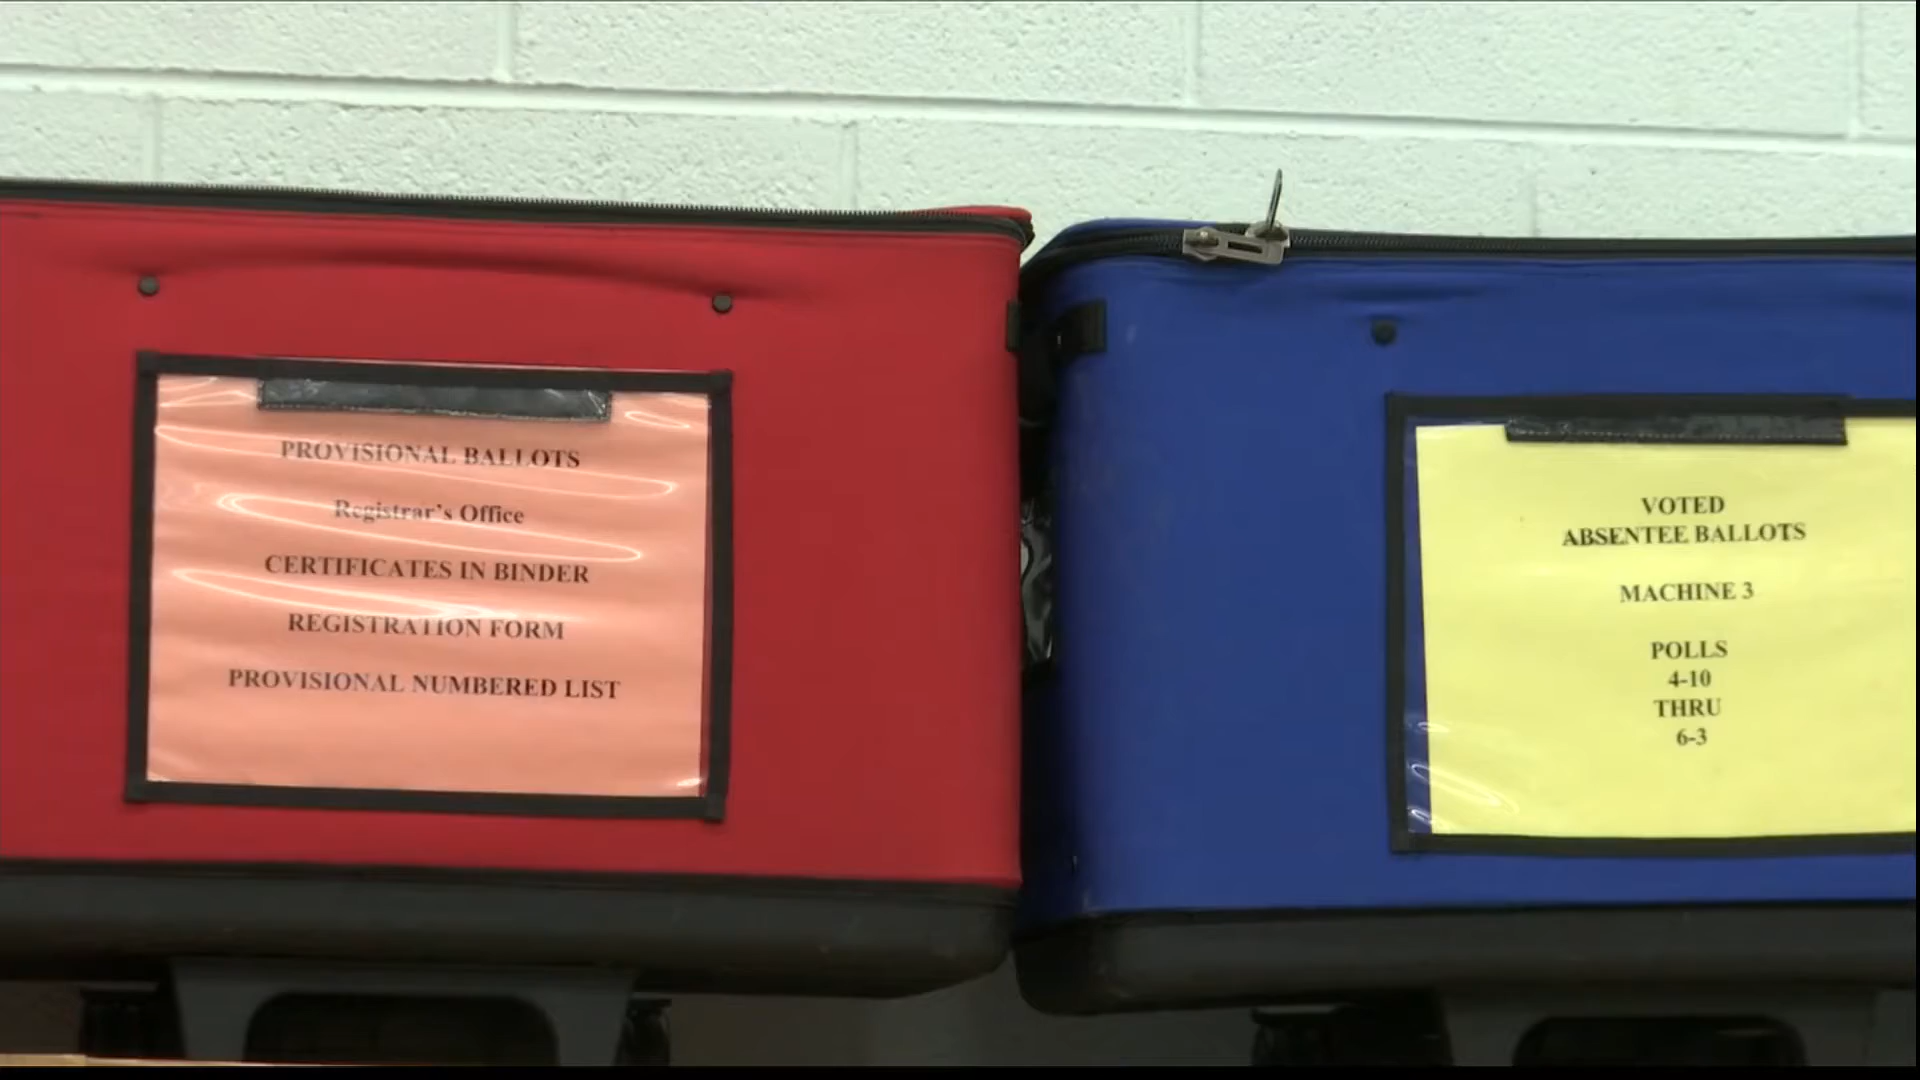 PROVISIONAL BALLOTS
Registrar's Office
CERTIFICATES IN BINDER
REGISTRATION FORM
PROVISIONAL NUMBERED LIST
VOTED
ABSENTEE BALLOTS
MACHINE 3
POLLS
4-10
THRU
6-3